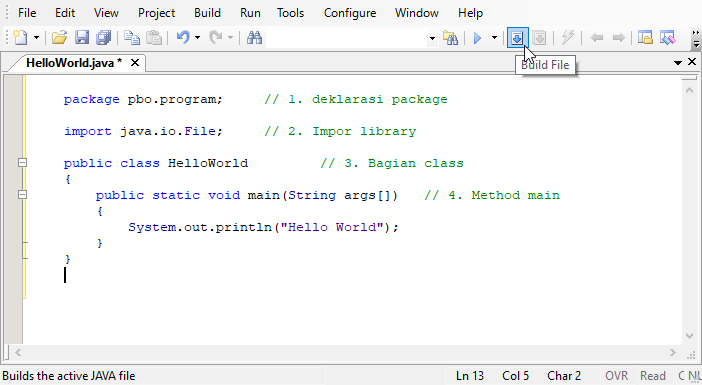 File Edit View Project Build Run Tools Configure Window Help
HelloWorld.java *
Build File
package pbo.program; // 1. deklarasi package
import java.io.File; // 2. Impor library
public class HelloWorld // 3. Bagian class
{
public static void main(String args[]) // 4. Method main
{
System.out.println("Hello World");
}
}
Builds the active JAVA file Ln 13 Col 5 Char 2 OVR Read C NU